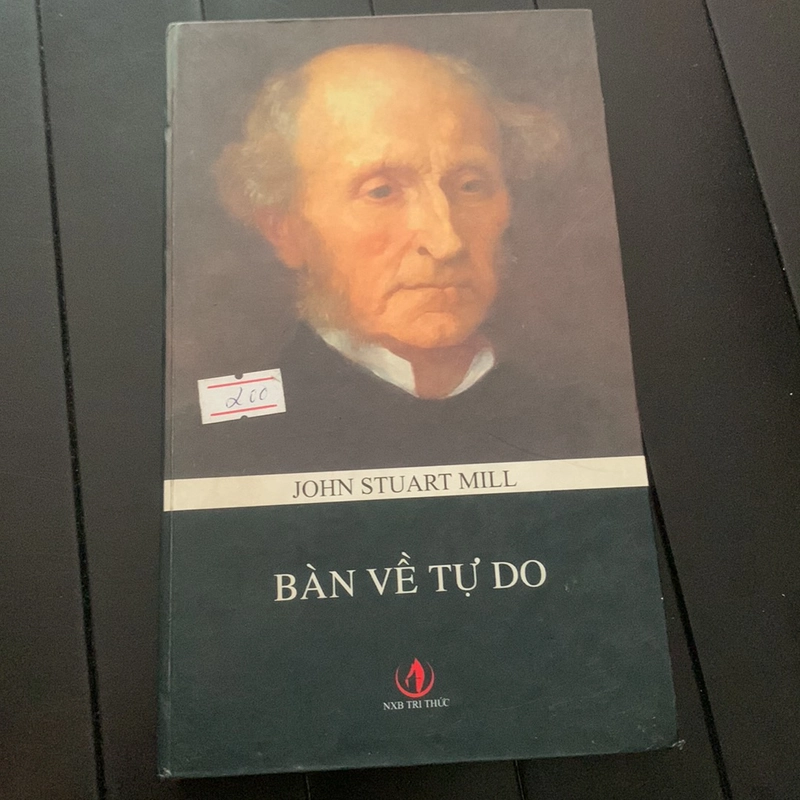 200
JOHN STUART MILL
BÀN VỀ TỰ DO
NXB TRI THỨC